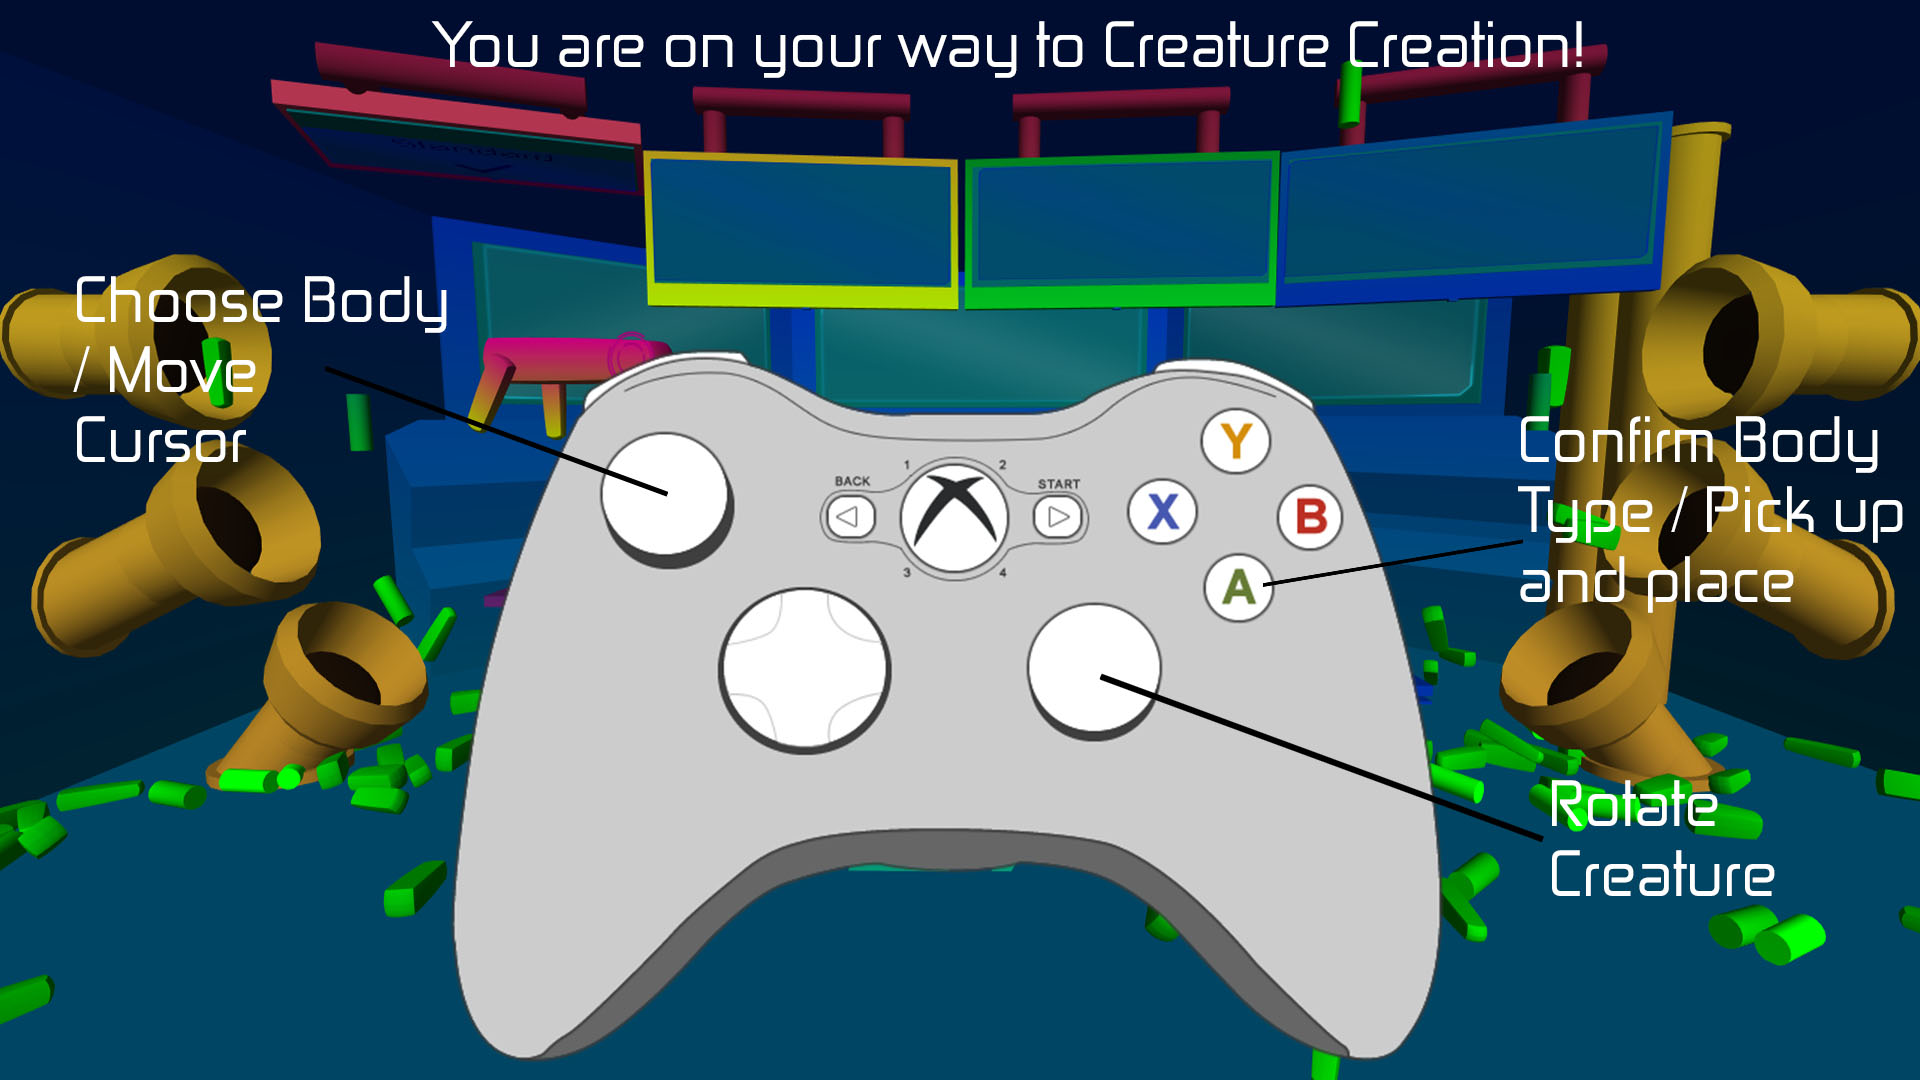 You are on your way to Creature Creation!
Standard
Choose Body
/ Move
Cursor
Confirm Body
Type / Pick up
and place
Rotate
Creature
BACK
START
1
2
3
4
Y
X
B
A